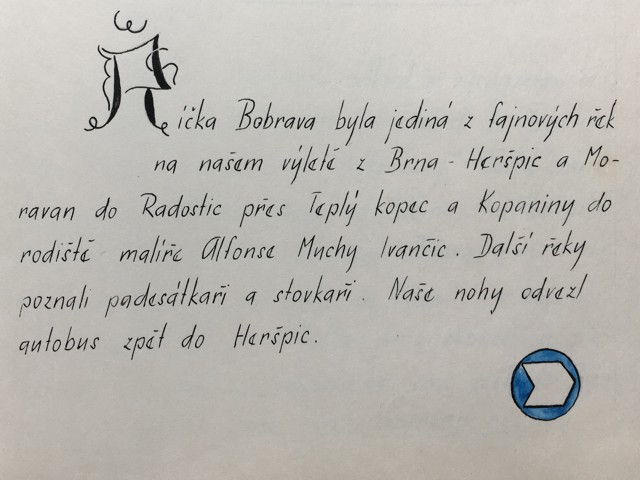 Říčka Bobrava byla jediná z fajnových řek
na našem výletě z Brna - Heršpic a Mo-
ravan do Radostic přes Teplý kopec a Kopaniny do
rodiště malíře Alfonse Muchy Ivančic. Další řeky
poznali padesátkaři a stovkaři. Naše nohy odvezl
autobus zpět do Heršpic.